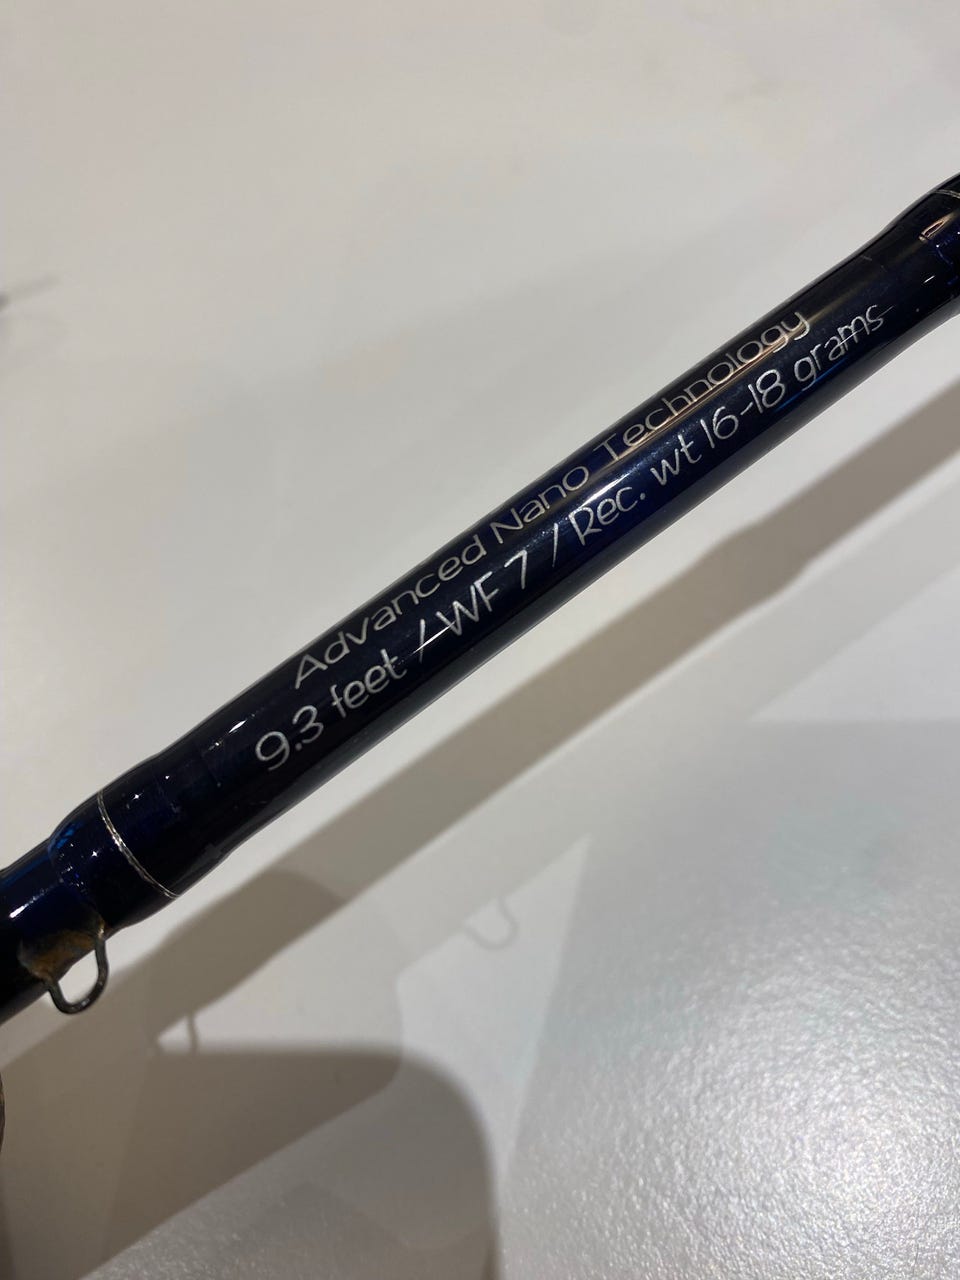 Advanced Nano Technology
9.3 feet / WF 7 / Rec. wt 16-18 grams